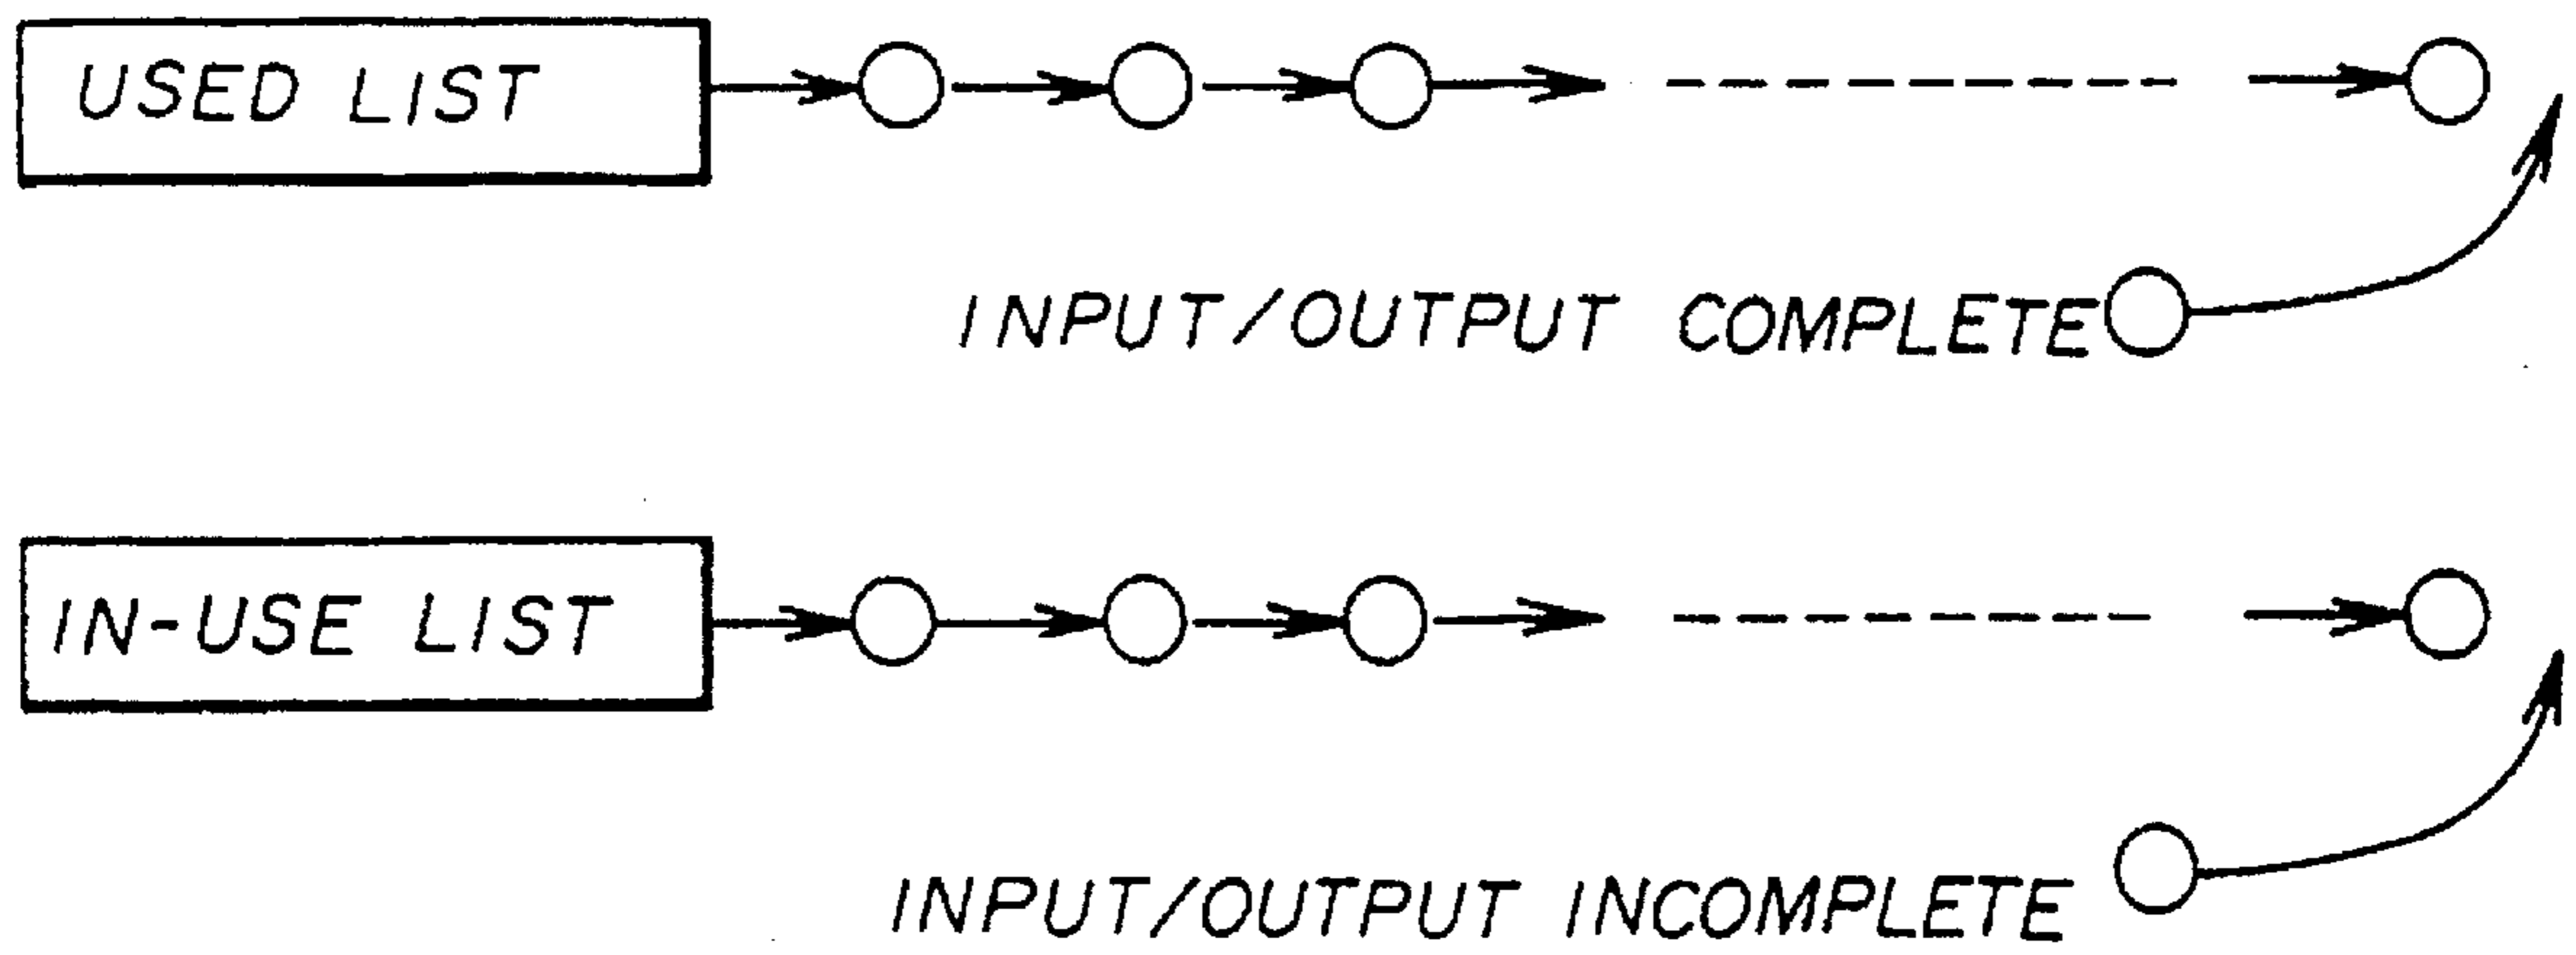 USED LIST
INPUT/OUTPUT COMPLETE
IN-USE LIST
INPUT/OUTPUT INCOMPLETE